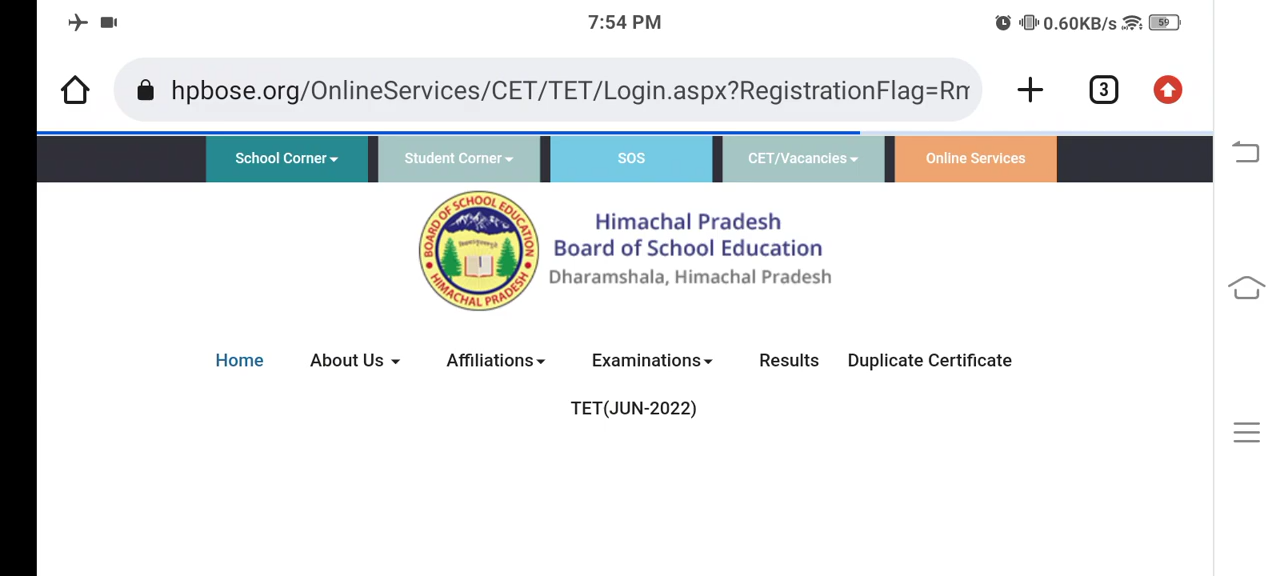 7:54 PM
0.60KB/s
59
hpbose.org/OnlineServices/CET/TET/Login.aspx?RegistrationFlag=Rm
3
School Corner
Student Corner
SOS
CET/Vacancies
Online Services
BOARD OF SCHOOL EDUCATION
HIMACHAL PRADESH
Himachal Pradesh
Board of School Education
Dharamshala, Himachal Pradesh
Home
About Us
Affiliations
Examinations
Results
Duplicate Certificate
TET(JUN-2022)